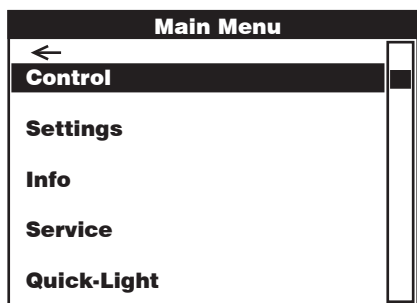 Main Menu
←
Control
Settings
Info
Service
Quick-Light